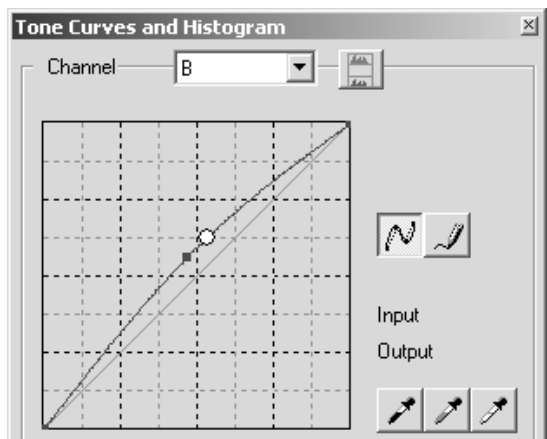 Tone Curves and Histogram
Channel
B
Input
Output